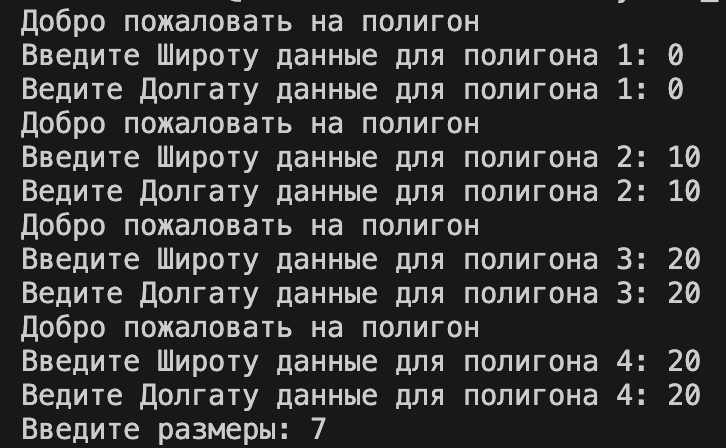 Добро пожаловать на полигон
Введите Широту данные для полигона 1: 0
Ведите Долгату данные для полигона 1: 0
Добро пожаловать на полигон
Введите Широту данные для полигона 2: 10
Ведите Долгату данные для полигона 2: 10
Добро пожаловать на полигон
Введите Широту данные для полигона 3: 20
Ведите Долгату данные для полигона 3: 20
Добро пожаловать на полигон
Введите Широту данные для полигона 4: 20
Ведите Долгату данные для полигона 4: 20
Введите размеры: 7